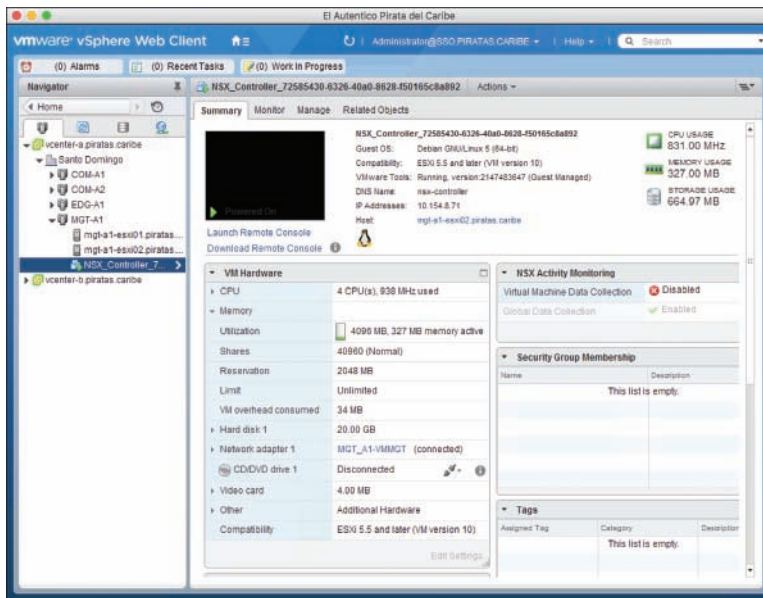 El Autentico Pirata del Caribe
vmware vSphere Web Client
Administrator@SSO.PIRATAS.CARIBE
Help
Search
(0) Alarms
(0) Recent Tasks
(0) Work In Progress
Navigator
NSX_Controller_72585430-6326-40a0-8628-f50165c8a892 Actions
Home
Summary Monitor Manage Related Objects
vcenter-a.piratas.caribe
Santo Domingo
COM-A1
COM-A2
EDG-A1
MGT-A1
mgt-a1-esxi01.piratas...
mgt-a1-esxi02.piratas...
NSX_Controller_7...
vcenter-b.piratas.caribe
Powered On
Launch Remote Console
Download Remote Console
NSX_Controller_72585430-6326-40a0-8628-f50165c8a892
Guest OS: Debian GNU/Linux 5 (64-bit)
Compatibility: ESXi 5.5 and later (VM version 10)
VMware Tools: Running, version:2147483647 (Guest Managed)
DNS Name: nsx-controller
IP Addresses: 10.154.8.71
Host: mgt-a1-esxi02.piratas.caribe
CPU USAGE
831.00 MHz
MEMORY USAGE
327.00 MB
STORAGE USAGE
664.97 MB
VM Hardware
CPU 4 CPU(s), 938 MHz used
Memory
Utilization 4096 MB, 327 MB memory active
Shares 40960 (Normal)
Reservation 2048 MB
Limit Unlimited
VM overhead consumed 34 MB
Hard disk 1 20.00 GB
Network adapter 1 MGT_A1-VMMGT (connected)
CD/DVD drive 1 Disconnected
Video card 4.00 MB
Other Additional Hardware
Compatibility ESXi 5.5 and later (VM version 10)
Edit Settings...
NSX Activity Monitoring
Virtual Machine Data Collection Disabled
Global Data Collection Enabled
Security Group Membership
Name Description
This list is empty.
Tags
Assigned Tag Category Description
This list is empty.